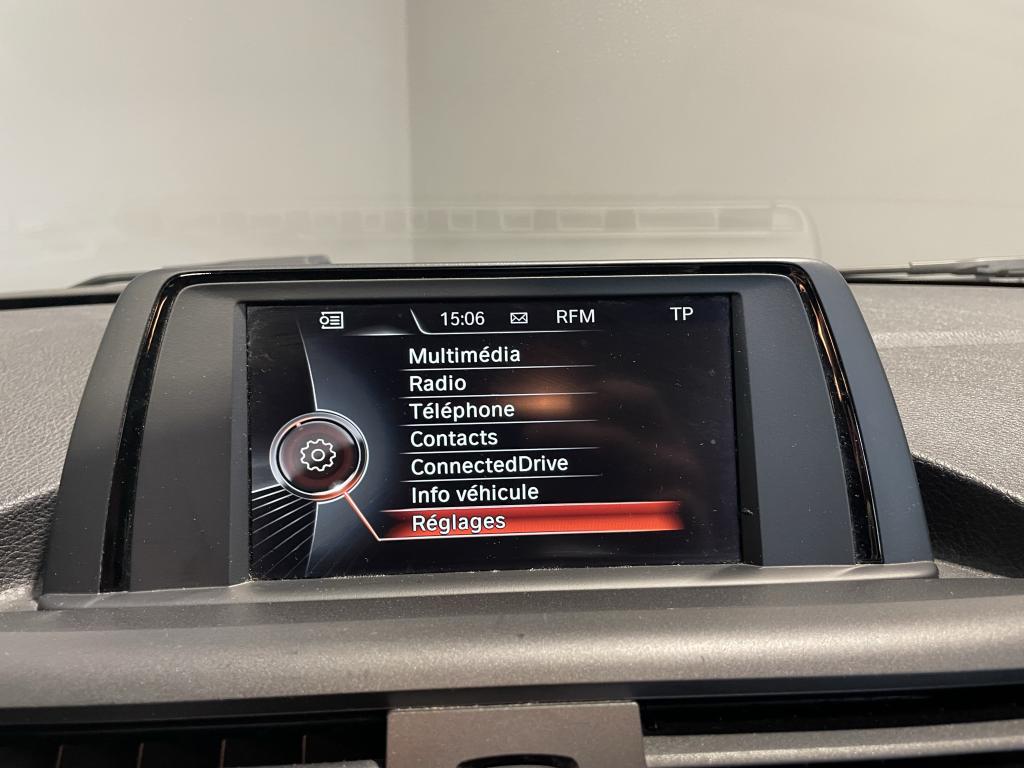 15:06 RFM TP
Multimédia
Radio
Téléphone
Contacts
ConnectedDrive
Info véhicule
Réglages